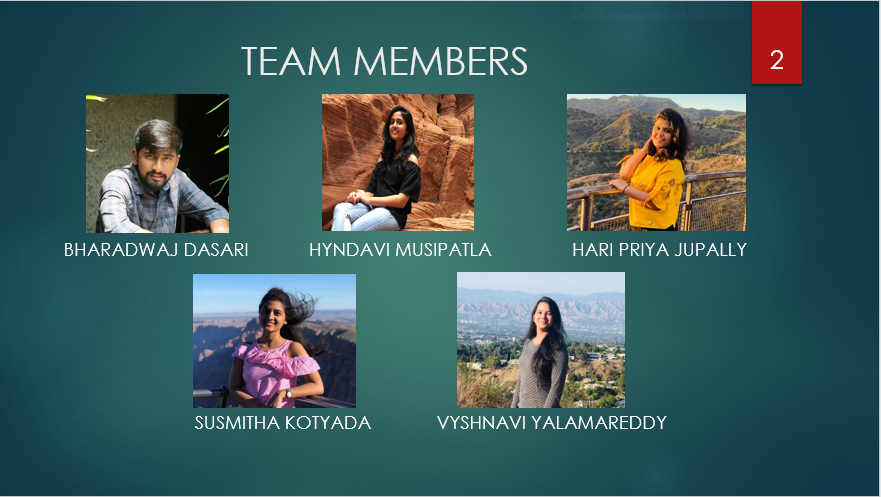 TEAM MEMBERS
2
BHARADWAJ DASARI
HYNDAVI MUSIPATLA
HARI PRIYA JUPALLY
SUSMITHA KOTYADA
VYSHNAVI YALAMAREDDY